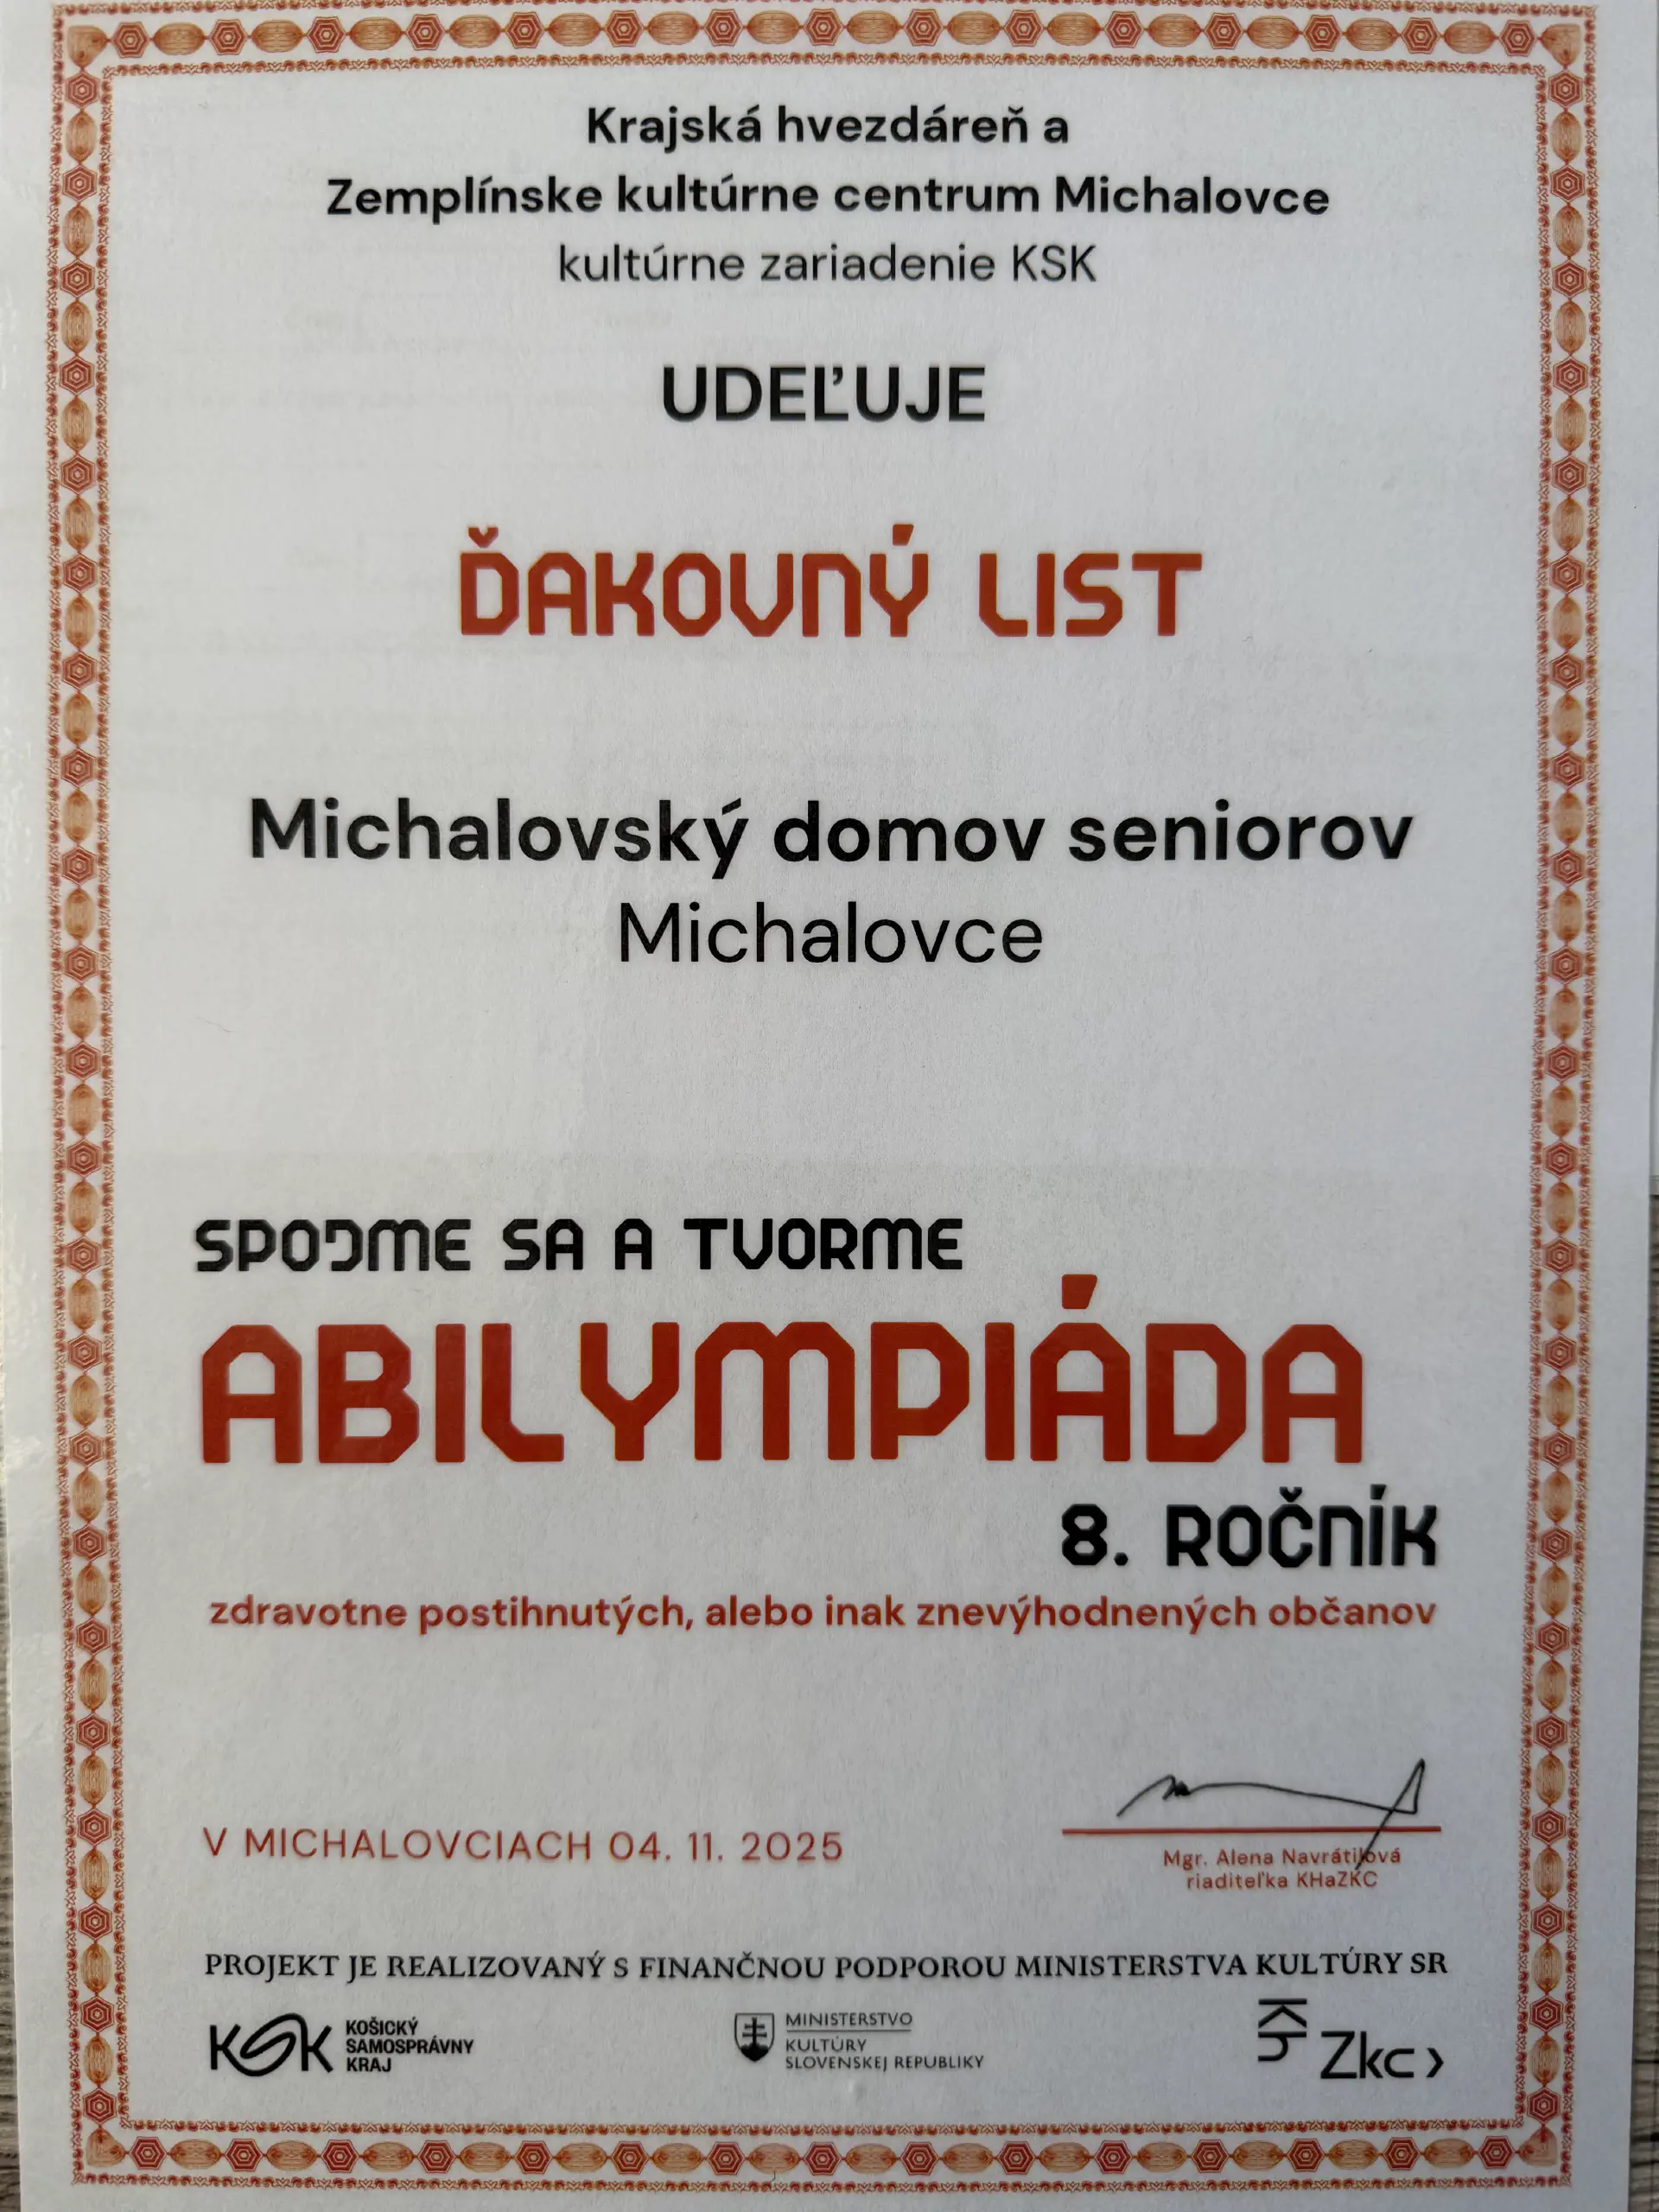 Krajská hvezdáreň a
Zemplínske kultúrne centrum Michalovce
kultúrne zariadenie KSK
UDEĽUJE
ĎAKOVNÝ LIST
Michalovský domov seniorov
Michalovce
SPOJME SA A TVORME
ABILYMPIÁDA
8. ROČNÍK
zdravotne postihnutých, alebo inak znevýhodnených občanov
V MICHALOVCIACH 04. 11. 2025
Mgr. Alena Navrátilová
riaditeľka KHaZKC
PROJEKT JE REALIZOVANÝ S FINANČNOU PODPOROU MINISTERSTVA KULTÚRY SR
KSK
KOŠICKÝ
SAMOSPRÁVNY
KRAJ
MINISTERSTVO
KULTÚRY
SLOVENSKEJ REPUBLIKY
Zkc